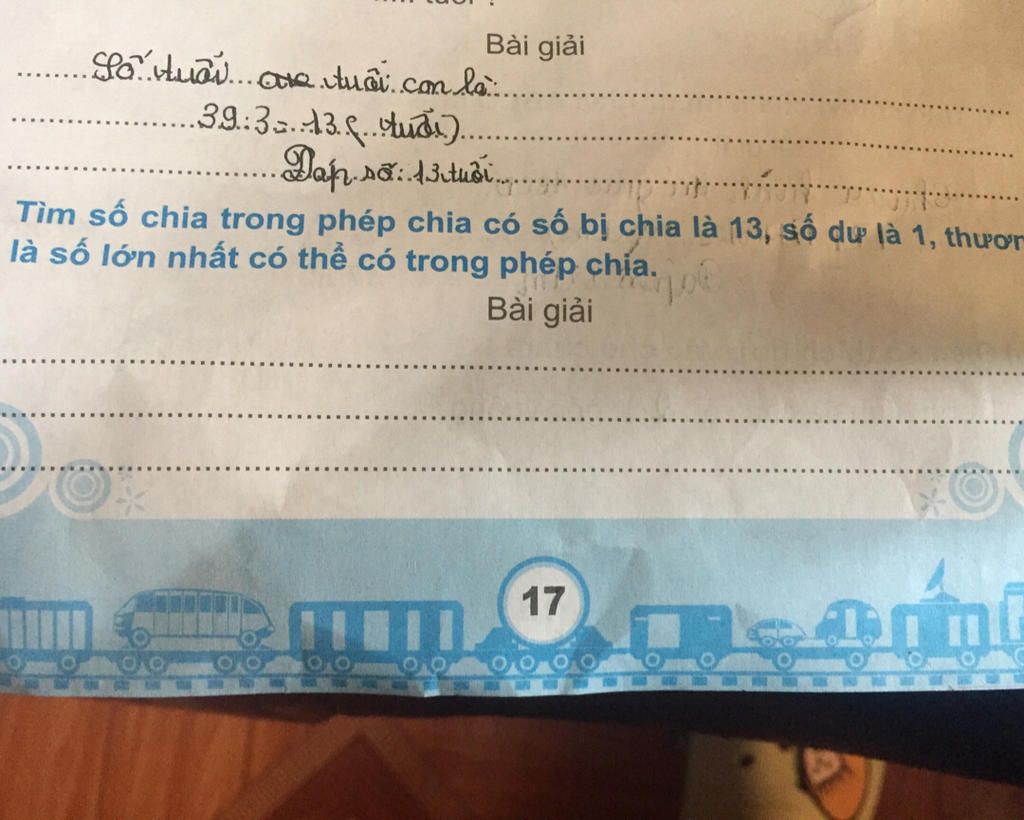 Bài giải
Số tuổi của tuổi con là:
39:3= 13 ( tuổi)
Đáp số: 13 tuổi
Tìm số chia trong phép chia có số bị chia là 13, số dư là 1, thươn
là số lớn nhất có thể có trong phép chia.
Bài giải
17